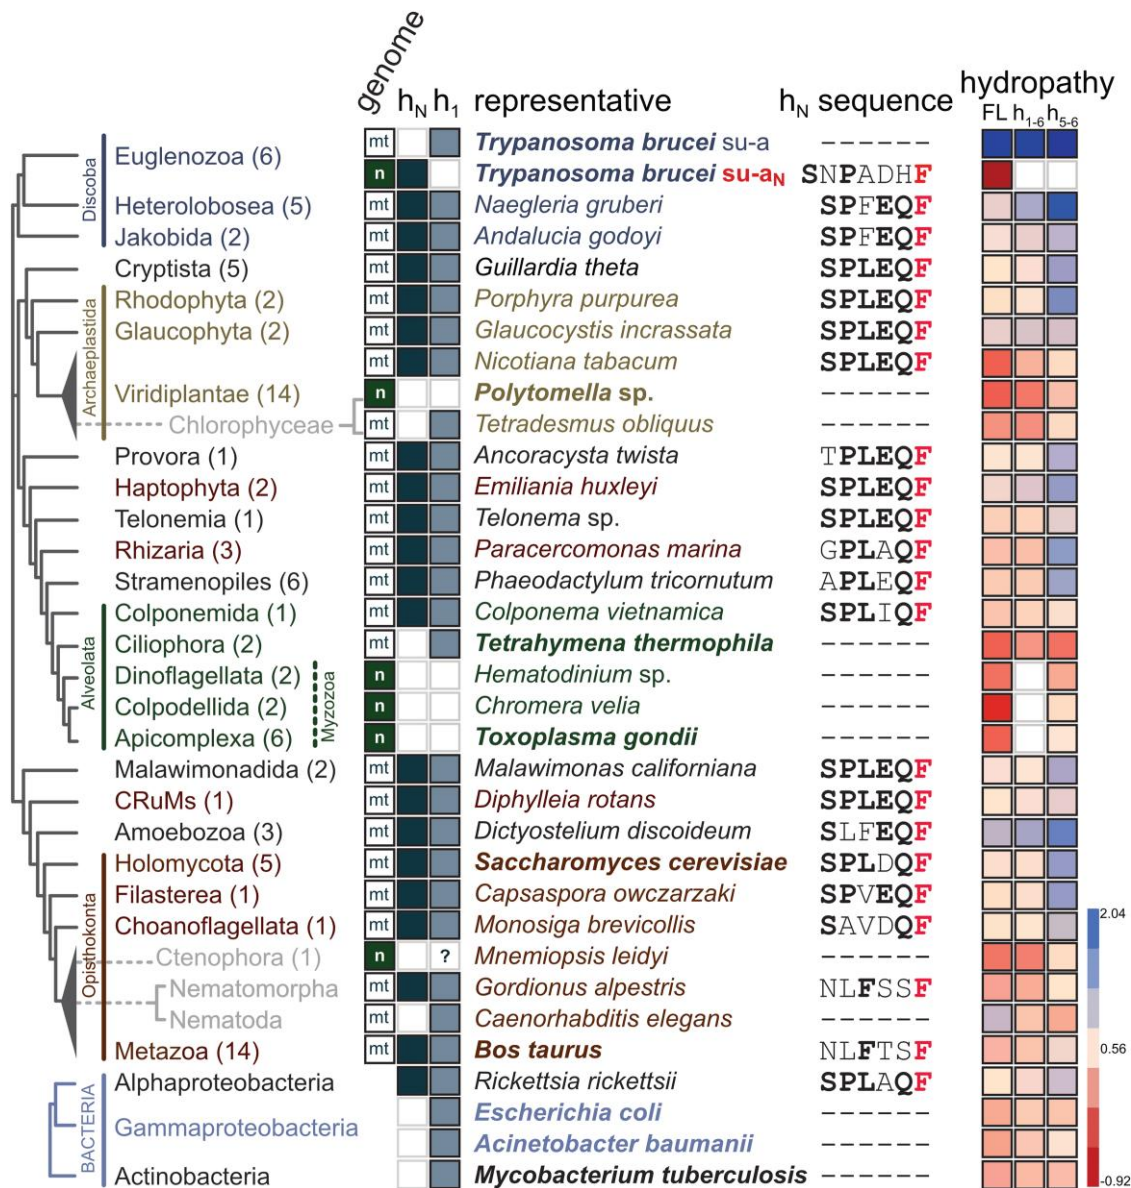 genome h_N h_1 representative h_N sequence hydropathy
FL h_1-6 h_5-6
Discoba
Euglenozoa (6) mt Trypanosoma brucei su-a ------
n Trypanosoma brucei su-a_N SNPADHF
Heterolobosea (5) mt Naegleria gruberi SPFEQF
Jakobida (2) mt Andalucia godoyi SPFEQF
Cryptista (5) mt Guillardia theta SPLEQF
Archaeplastida
Rhodophyta (2) mt Porphyra purpurea SPLEQF
Glaucophyta (2) mt Glaucocystis incrassata SPLEQF
mt Nicotiana tabacum SPLEQF
Viridiplantae (14) n Polytomella sp. ------
Chlorophyceae mt Tetradesmus obliquus ------
Provora (1) mt Ancoracysta twista TPLEQF
Haptophyta (2) mt Emiliania huxleyi SPLEQF
Telonemia (1) mt Telonema sp. SPLEQF
Rhizaria (3) mt Paracercomonas marina GPLAQF
Stramenopiles (6) mt Phaeodactylum tricornutum APLEQF
Alveolata
Colponemida (1) mt Colponema vietnamica SPLIQF
Ciliophora (2) mt Tetrahymena thermophila ------
Myzozoa
Dinoflagellata (2) n Hematodinium sp. ------
Colpodellida (2) n Chromera velia ------
Apicomplexa (6) n Toxoplasma gondii ------
Malawimonadida (2) mt Malawimonas californiana SPLEQF
CRuMs (1) mt Diphylleia rotans SPLEQF
Amoebozoa (3) mt Dictyostelium discoideum SLFEQF
Opisthokonta
Holomycota (5) mt Saccharomyces cerevisiae SPLDQF
Filasterea (1) mt Capsaspora owczarzaki SPVEQF
Choanoflagellata (1) mt Monosiga brevicollis SAVDQF
Ctenophora (1) n ? Mnemiopsis leidyi ------
Nematomorpha mt Gordionus alpestris NLFSSF
Nematoda mt Caenorhabditis elegans ------
Metazoa (14) mt Bos taurus NLFTSF
BACTERIA
Alphaproteobacteria Rickettsia rickettsii SPLAQF
Gammaproteobacteria Escherichia coli ------
Acinetobacter baumanii ------
Actinobacteria Mycobacterium tuberculosis ------
2.04
0.56
-0.92